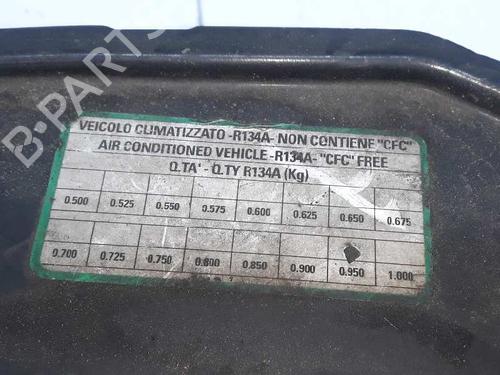 B-PARTS
VEICOLO CLIMATIZZATO -R134A- NON CONTIENE "CFC"
AIR CONDITIONED VEHICLE -R134A- "CFC" FREE
Q.TA' - Q.TY R134A (Kg)
0.500 0.525 0.550 0.575 0.600 0.625 0.650 0.675
0.700 0.725 0.750 0.800 0.850 0.900 0.950 1.000